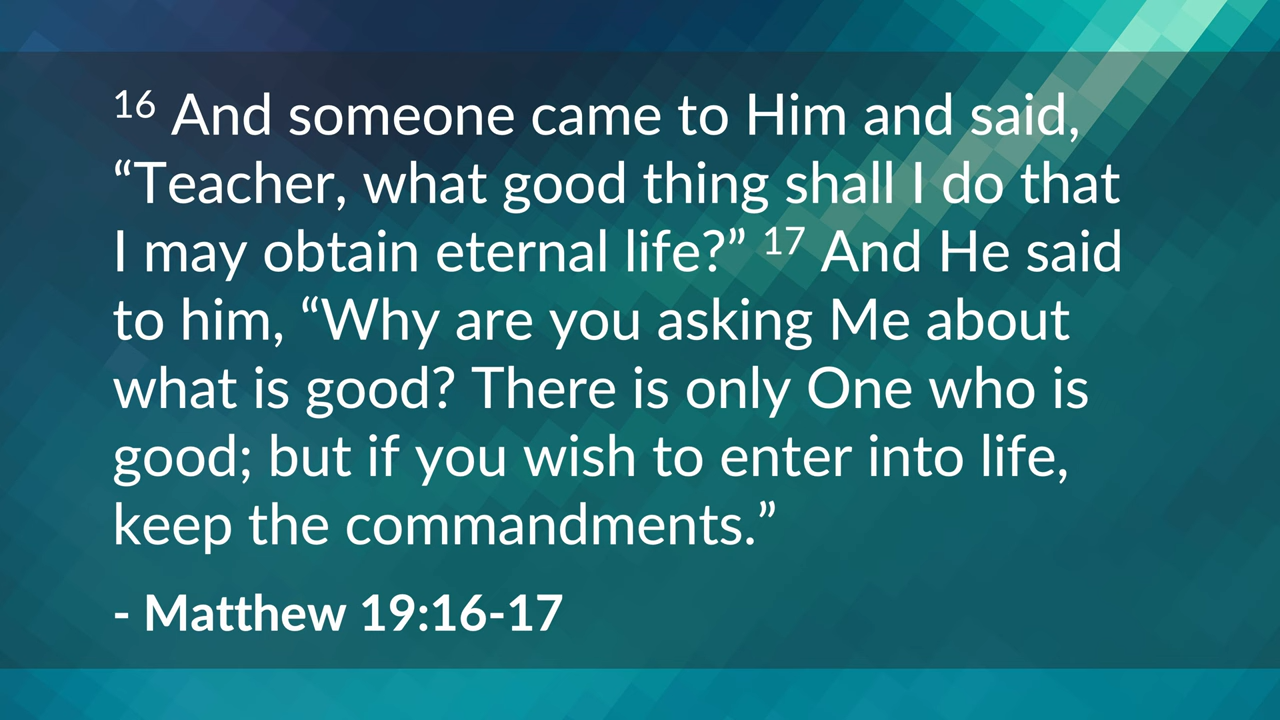 16 And someone came to Him and said,
“Teacher, what good thing shall I do that
I may obtain eternal life?” 17 And He said
to him, “Why are you asking Me about
what is good? There is only One who is
good; but if you wish to enter into life,
keep the commandments.”
- Matthew 19:16-17